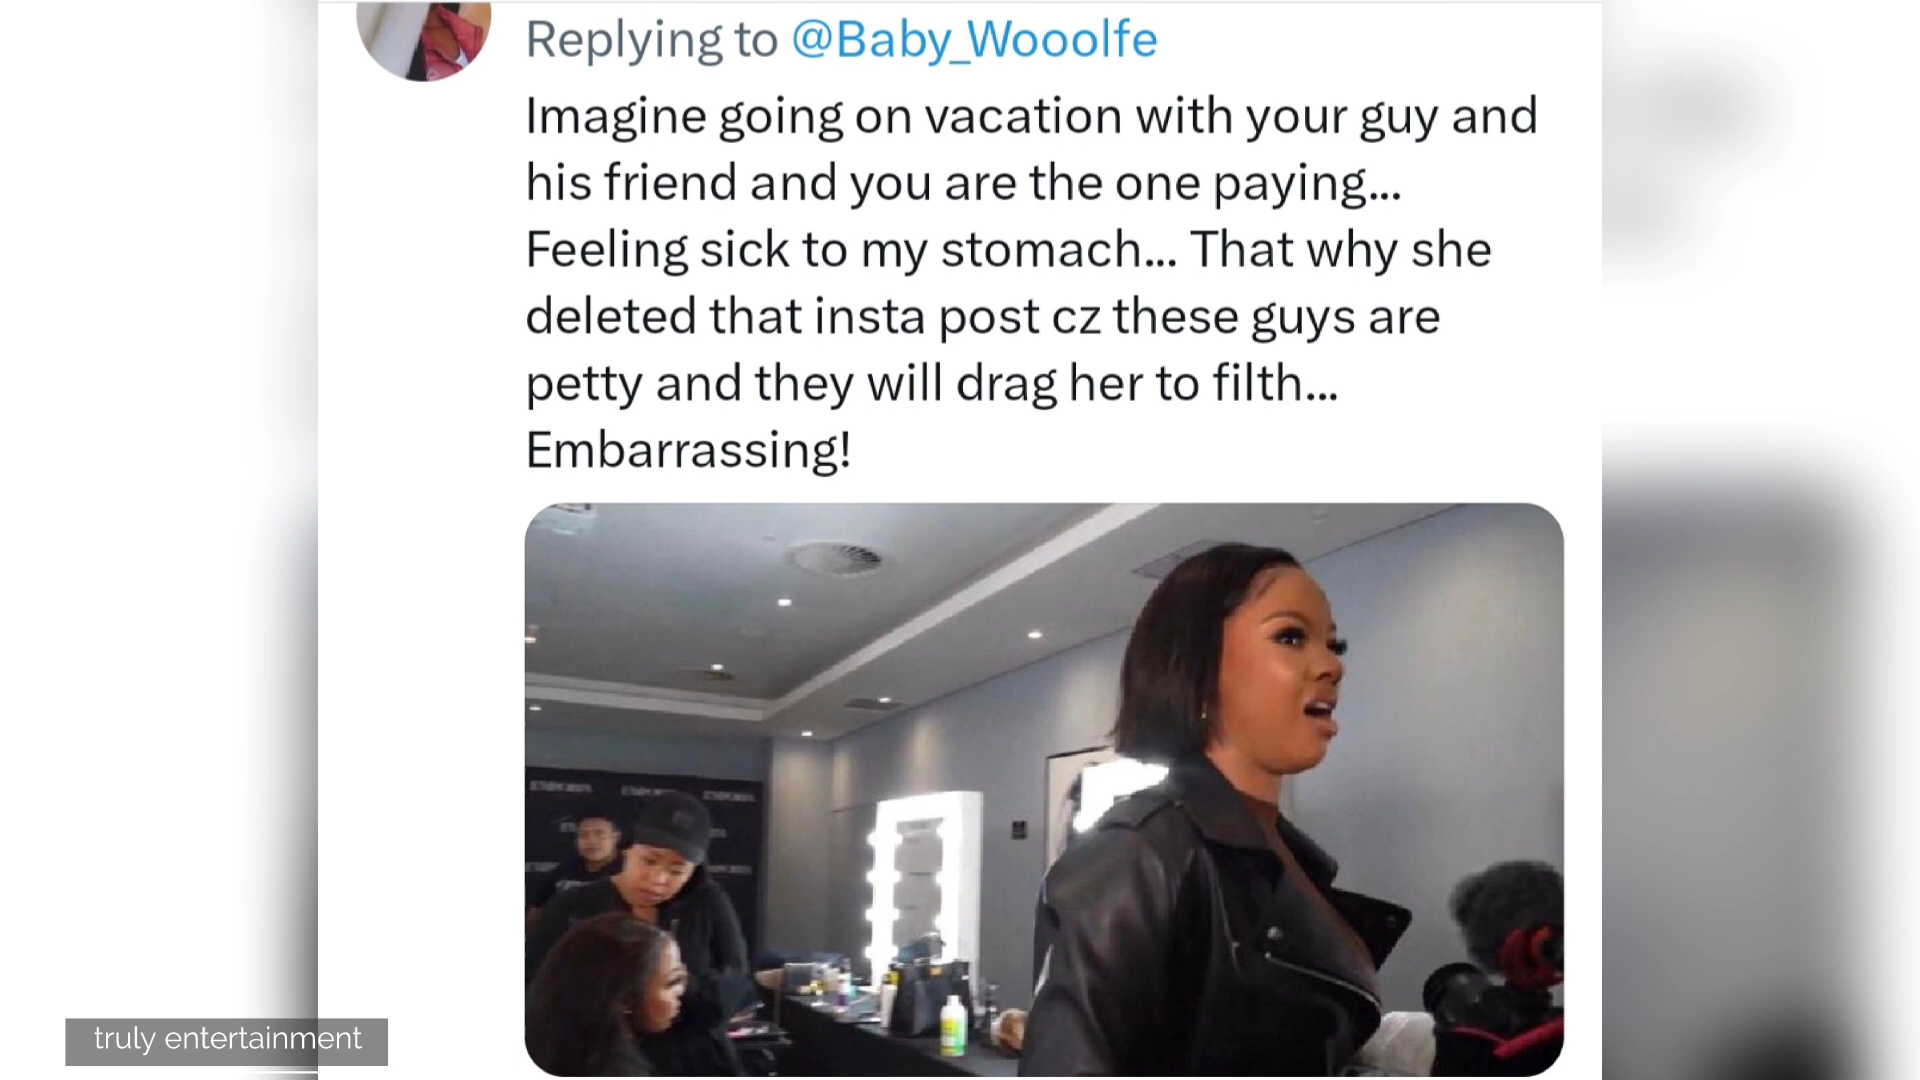 Replying to @Baby_Wooolfe
Imagine going on vacation with your guy and
his friend and you are the one paying...
Feeling sick to my stomach... That why she
deleted that insta post cz these guys are
petty and they will drag her to filth...
Embarrassing!
truly entertainment